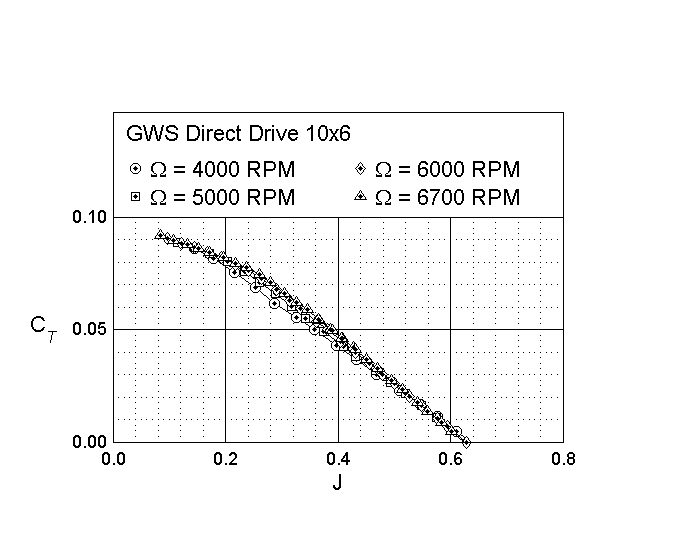 GWS Direct Drive 10x6
Ω = 4000 RPM Ω = 6000 RPM
Ω = 5000 RPM Ω = 6700 RPM
0.10
C_T 0.05
0.00
0.0 0.2 0.4 0.6 0.8
J